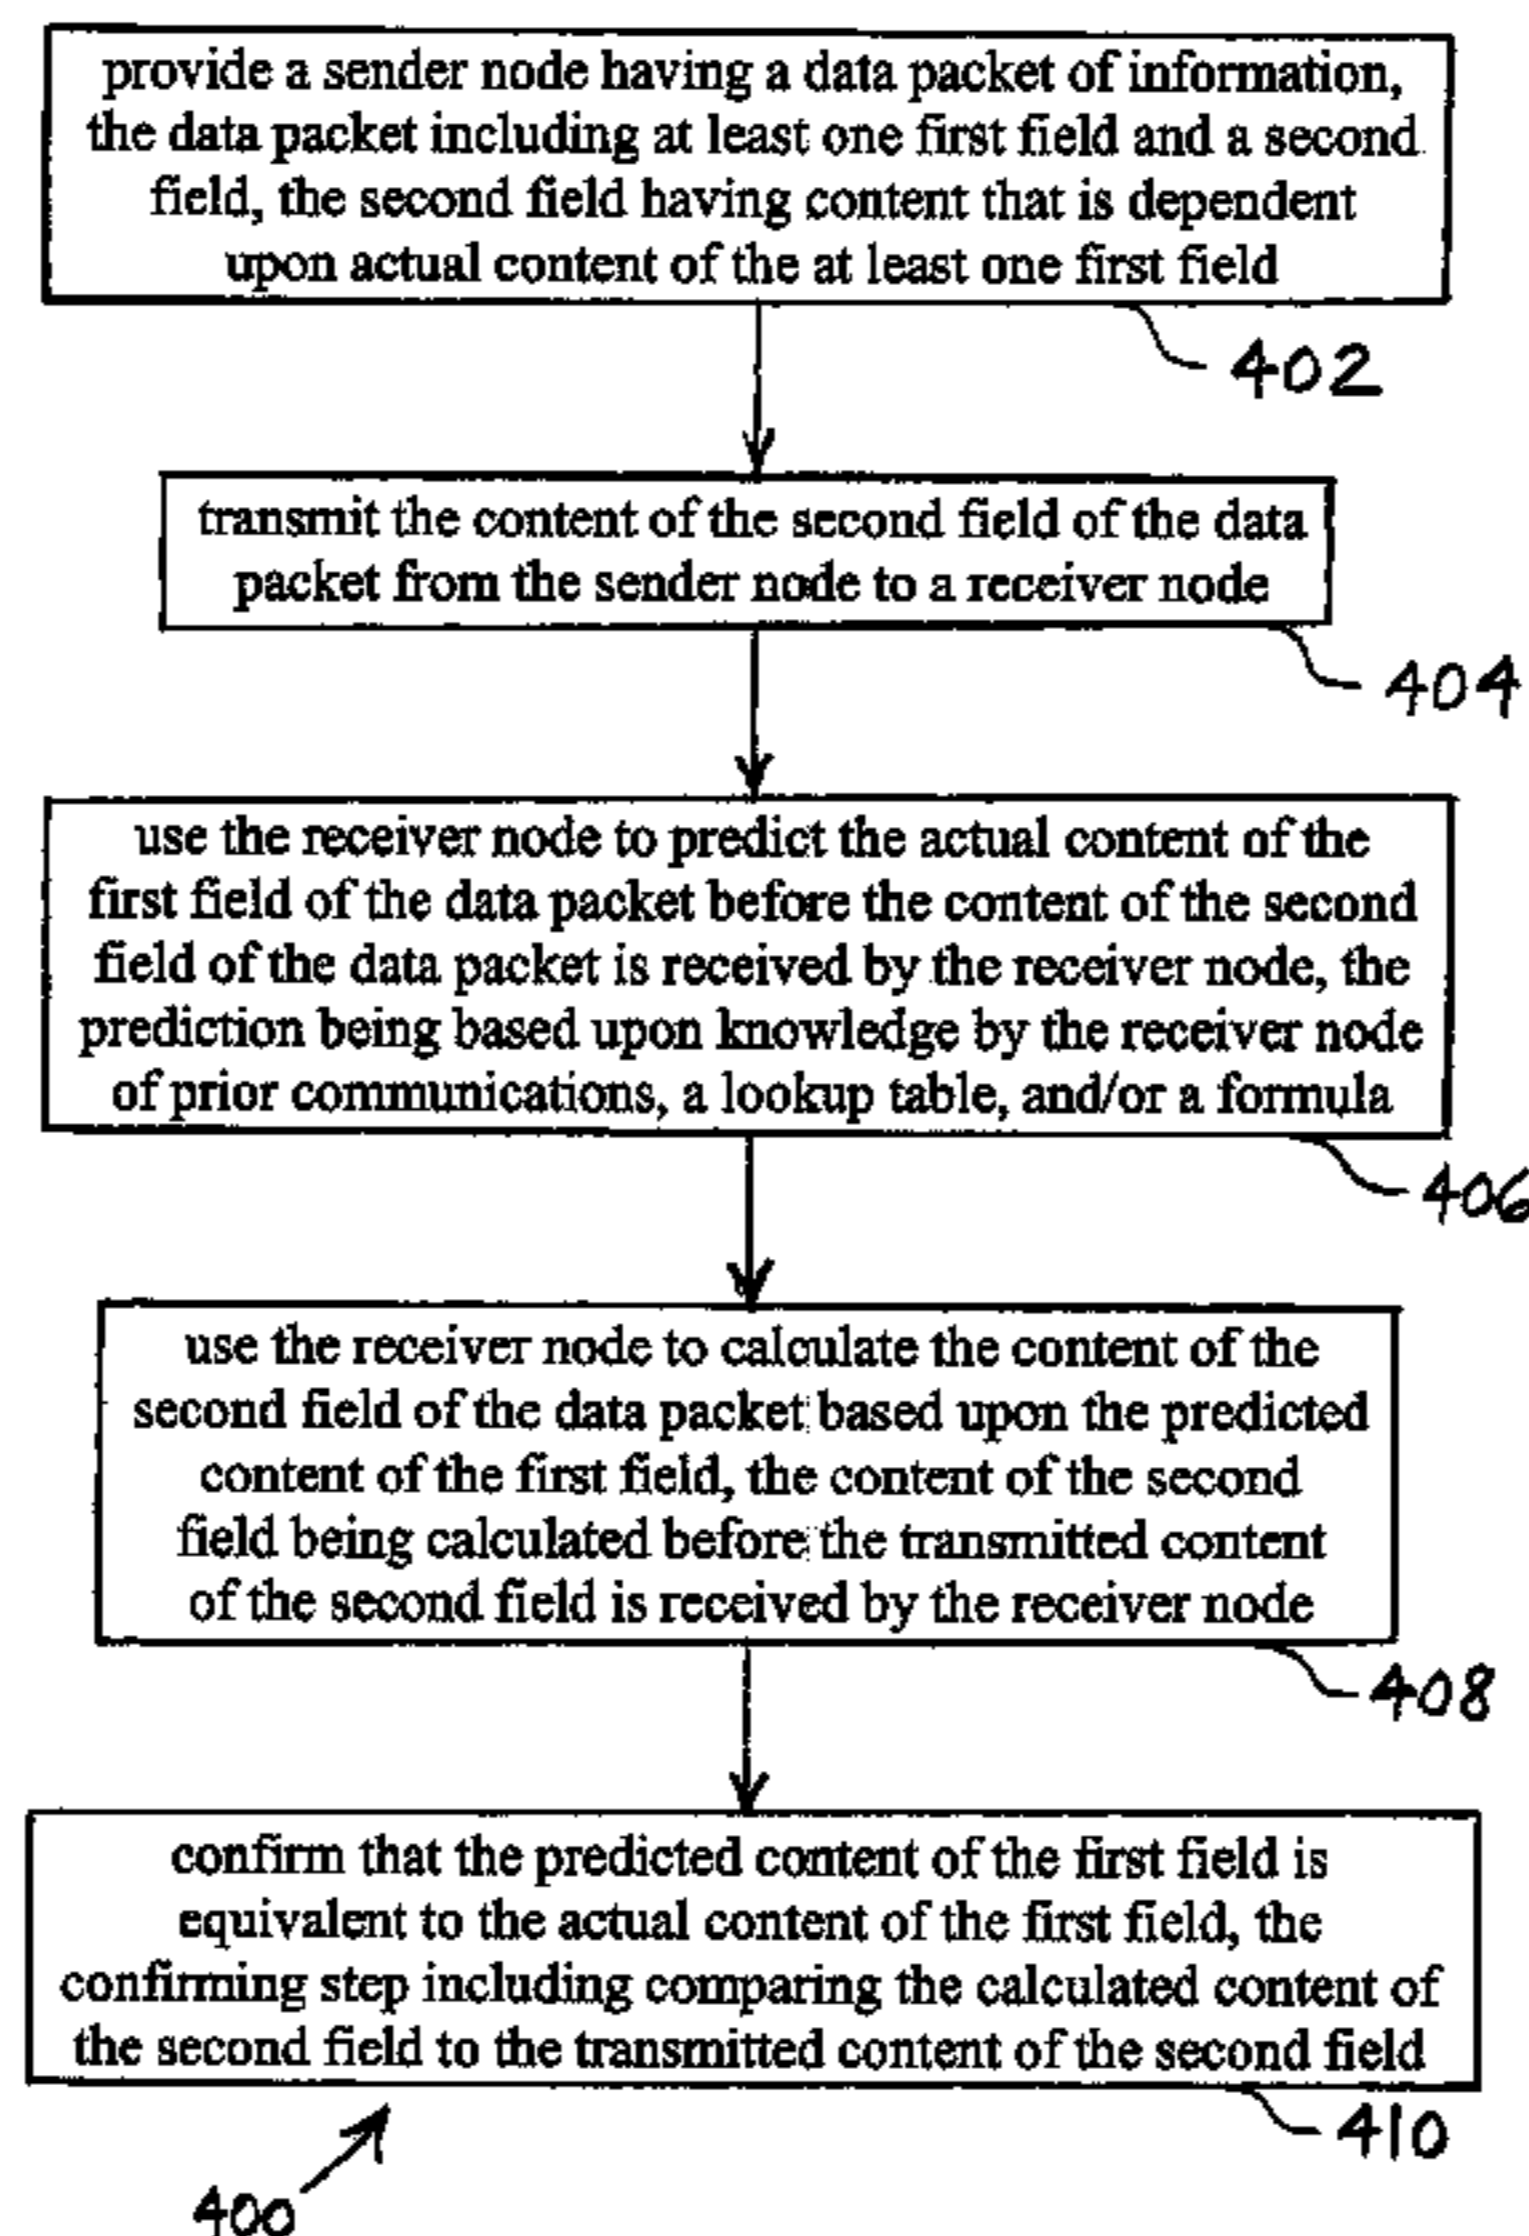 provide a sender node having a data packet of information,
the data packet including at least one first field and a second
field, the second field having content that is dependent
upon actual content of the at least one first field
402
transmit the content of the second field of the data
packet from the sender node to a receiver node
404
use the receiver node to predict the actual content of the
first field of the data packet before the content of the second
field of the data packet is received by the receiver node, the
prediction being based upon knowledge by the receiver node
of prior communications, a lookup table, and/or a formula
406
use the receiver node to calculate the content of the
second field of the data packet based upon the predicted
content of the first field, the content of the second
field being calculated before the transmitted content
of the second field is received by the receiver node
408
confirm that the predicted content of the first field is
equivalent to the actual content of the first field, the
confirming step including comparing the calculated content of
the second field to the transmitted content of the second field
410
400